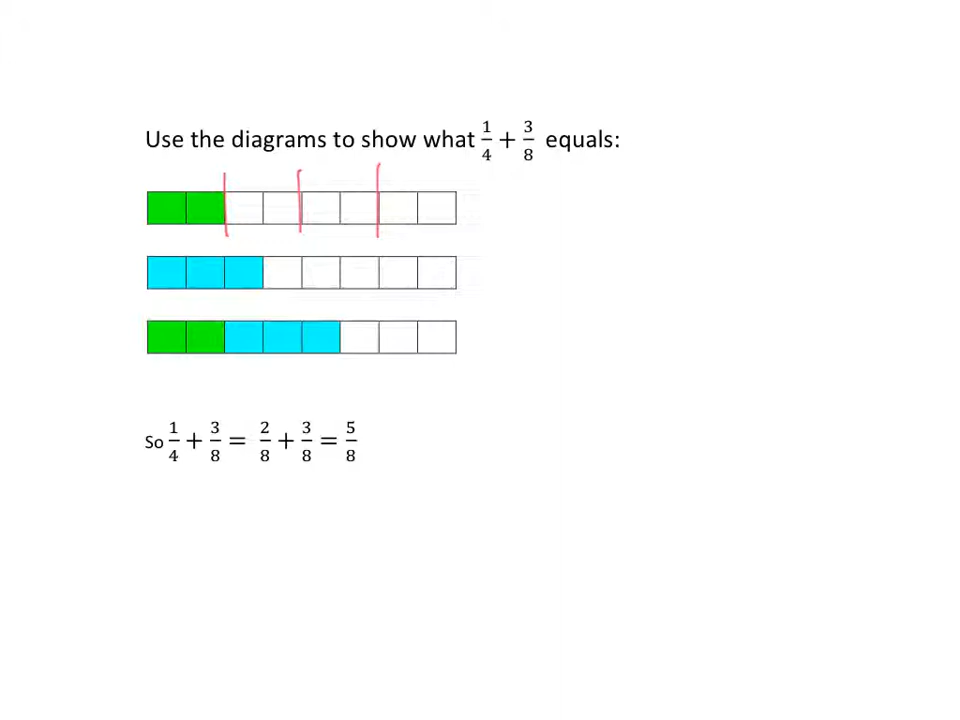 Use the diagrams to show what 1/4 + 3/8 equals:
So 1/4 + 3/8 = 2/8 + 3/8 = 5/8